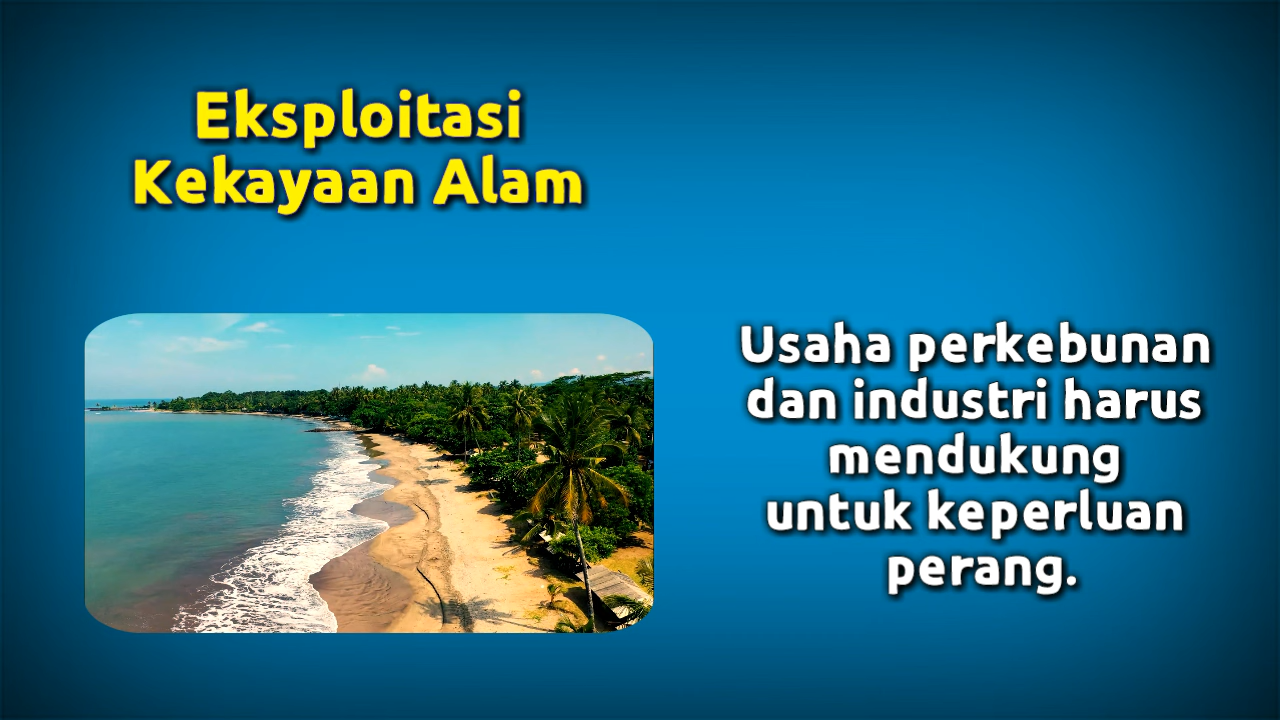 Eksploitasi
Kekayaan Alam
Usaha perkebunan
dan industri harus
mendukung
untuk keperluan
perang.